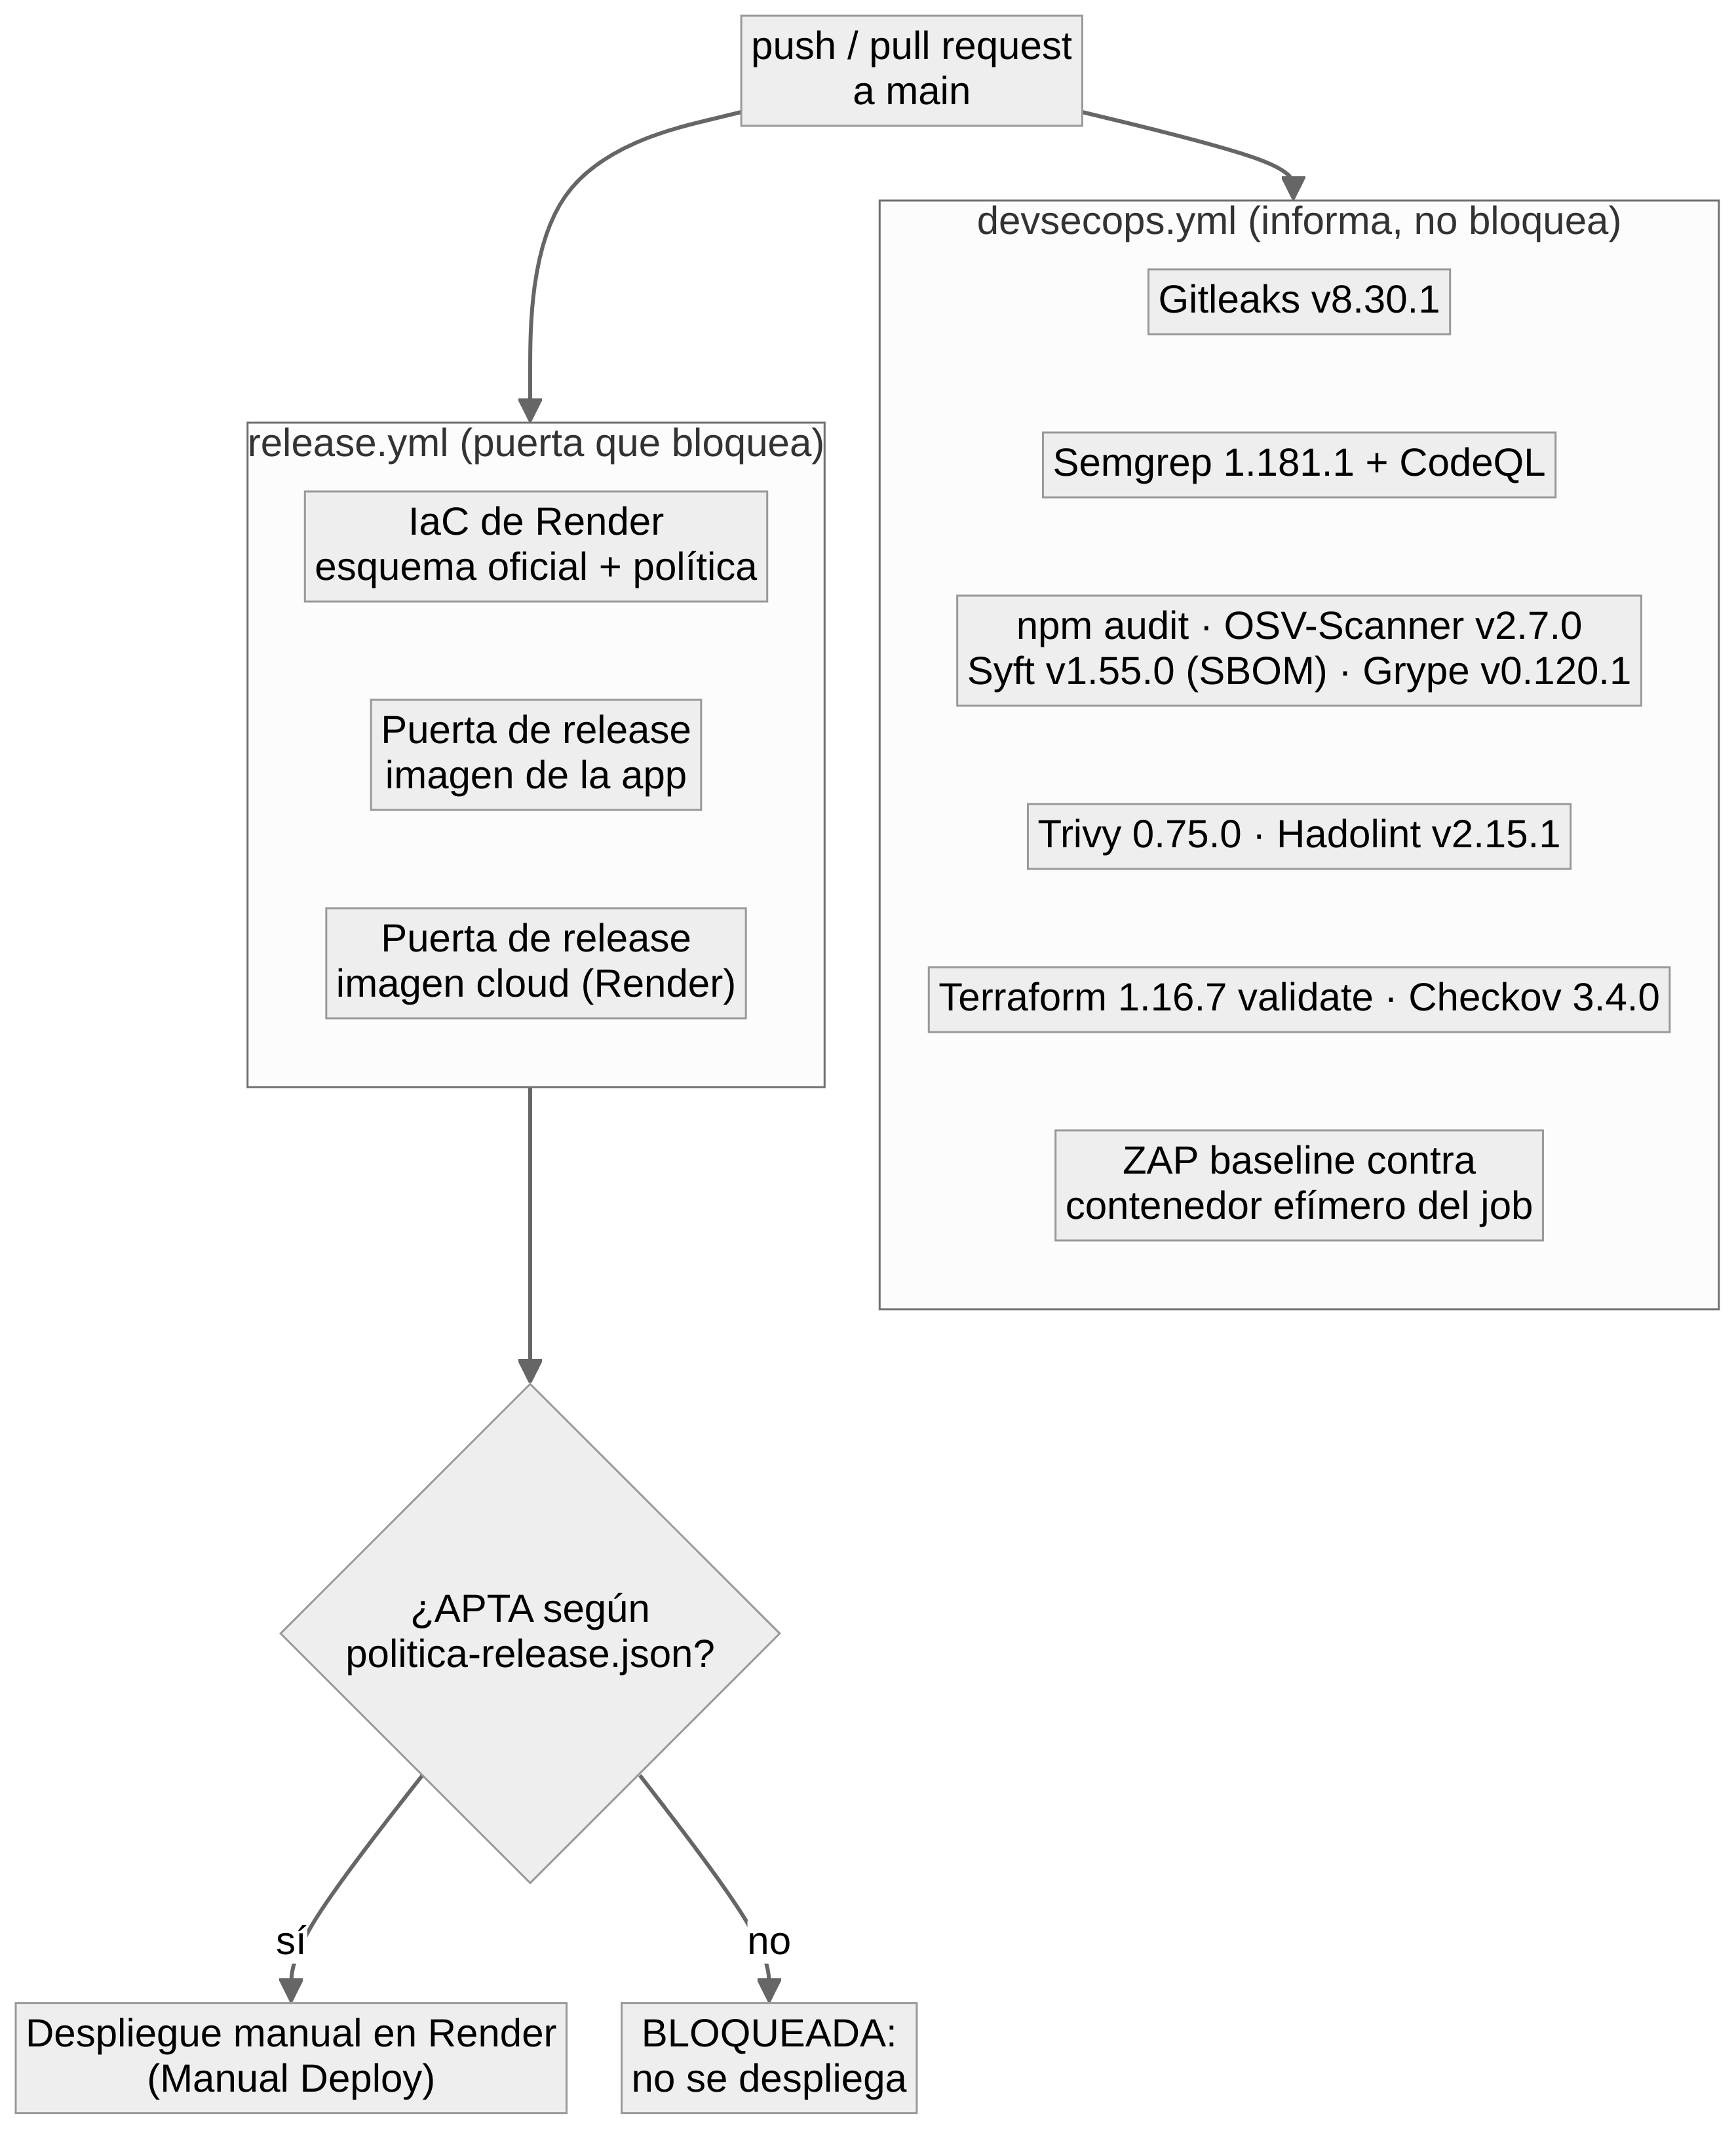 push / pull request
a main
devsecops.yml (informa, no bloquea)
Gitleaks v8.30.1
Semgrep 1.181.1 + CodeQL
npm audit · OSV-Scanner v2.7.0
Syft v1.55.0 (SBOM) · Grype v0.120.1
Trivy 0.75.0 · Hadolint v2.15.1
Terraform 1.16.7 validate · Checkov 3.4.0
ZAP baseline contra
contenedor efímero del job
release.yml (puerta que bloquea)
IaC de Render
esquema oficial + política
Puerta de release
imagen de la app
Puerta de release
imagen cloud (Render)
¿APTA según
politica-release.json?
sí
no
Despliegue manual en Render
(Manual Deploy)
BLOQUEADA:
no se despliega